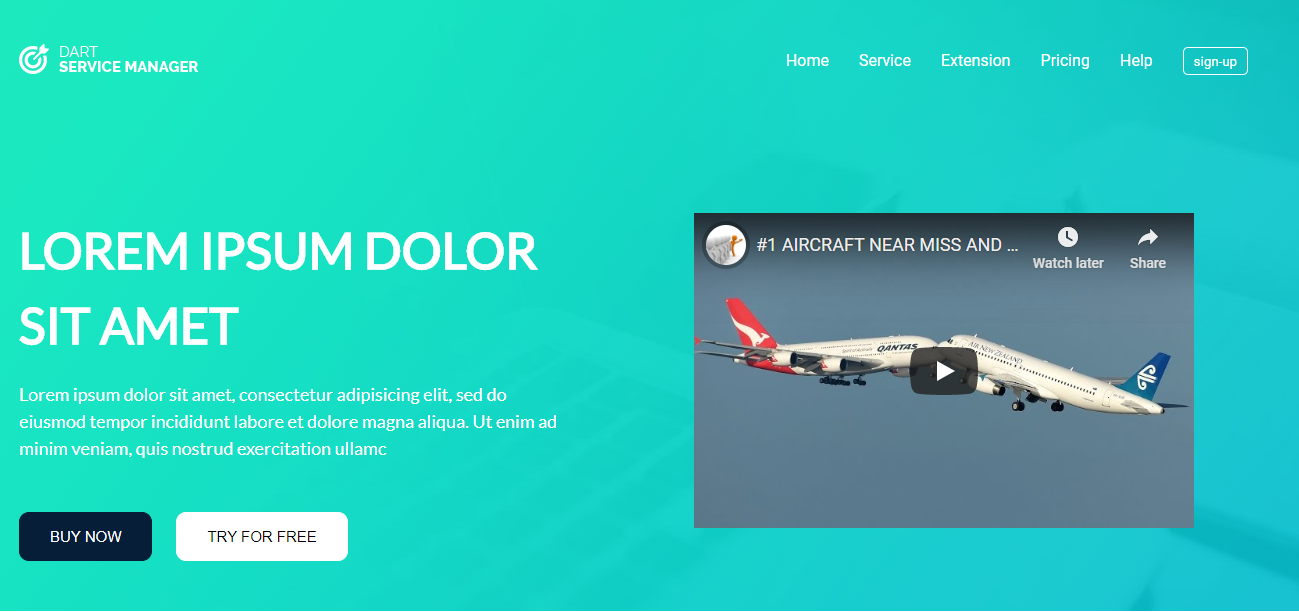 DART
SERVICE MANAGER
Home Service Extension Pricing Help sign-up
LOREM IPSUM DOLOR
SIT AMET
Lorem ipsum dolor sit amet, consectetur adipisicing elit, sed do
eiusmod tempor incididunt labore et dolore magna aliqua. Ut enim ad
minim veniam, quis nostrud exercitation ullamc
BUY NOW TRY FOR FREE
#1 AIRCRAFT NEAR MISS AND ...
Watch later Share
QANTAS
AIR NEW ZEALAND